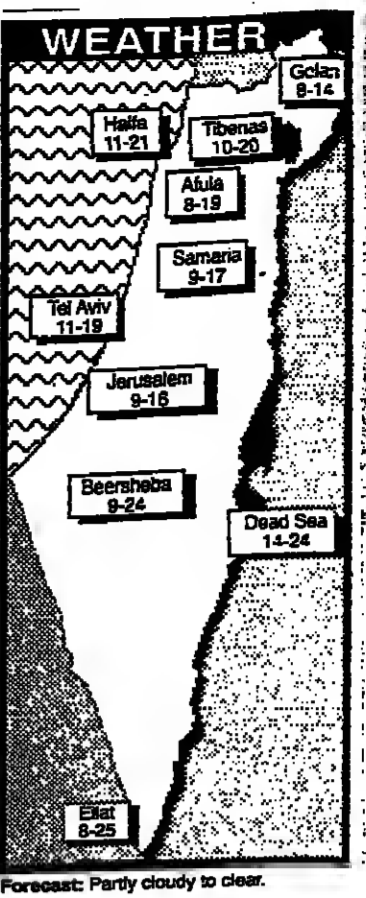 WEATHER
Golan
8-14
Haifa
11-21
Tiberias
10-20
Afula
8-19
Samaria
9-17
Tel Aviv
11-19
Jerusalem
9-16
Beersheba
9-24
Dead Sea
14-24
Eilat
8-25
Forecast: Partly cloudy to clear.